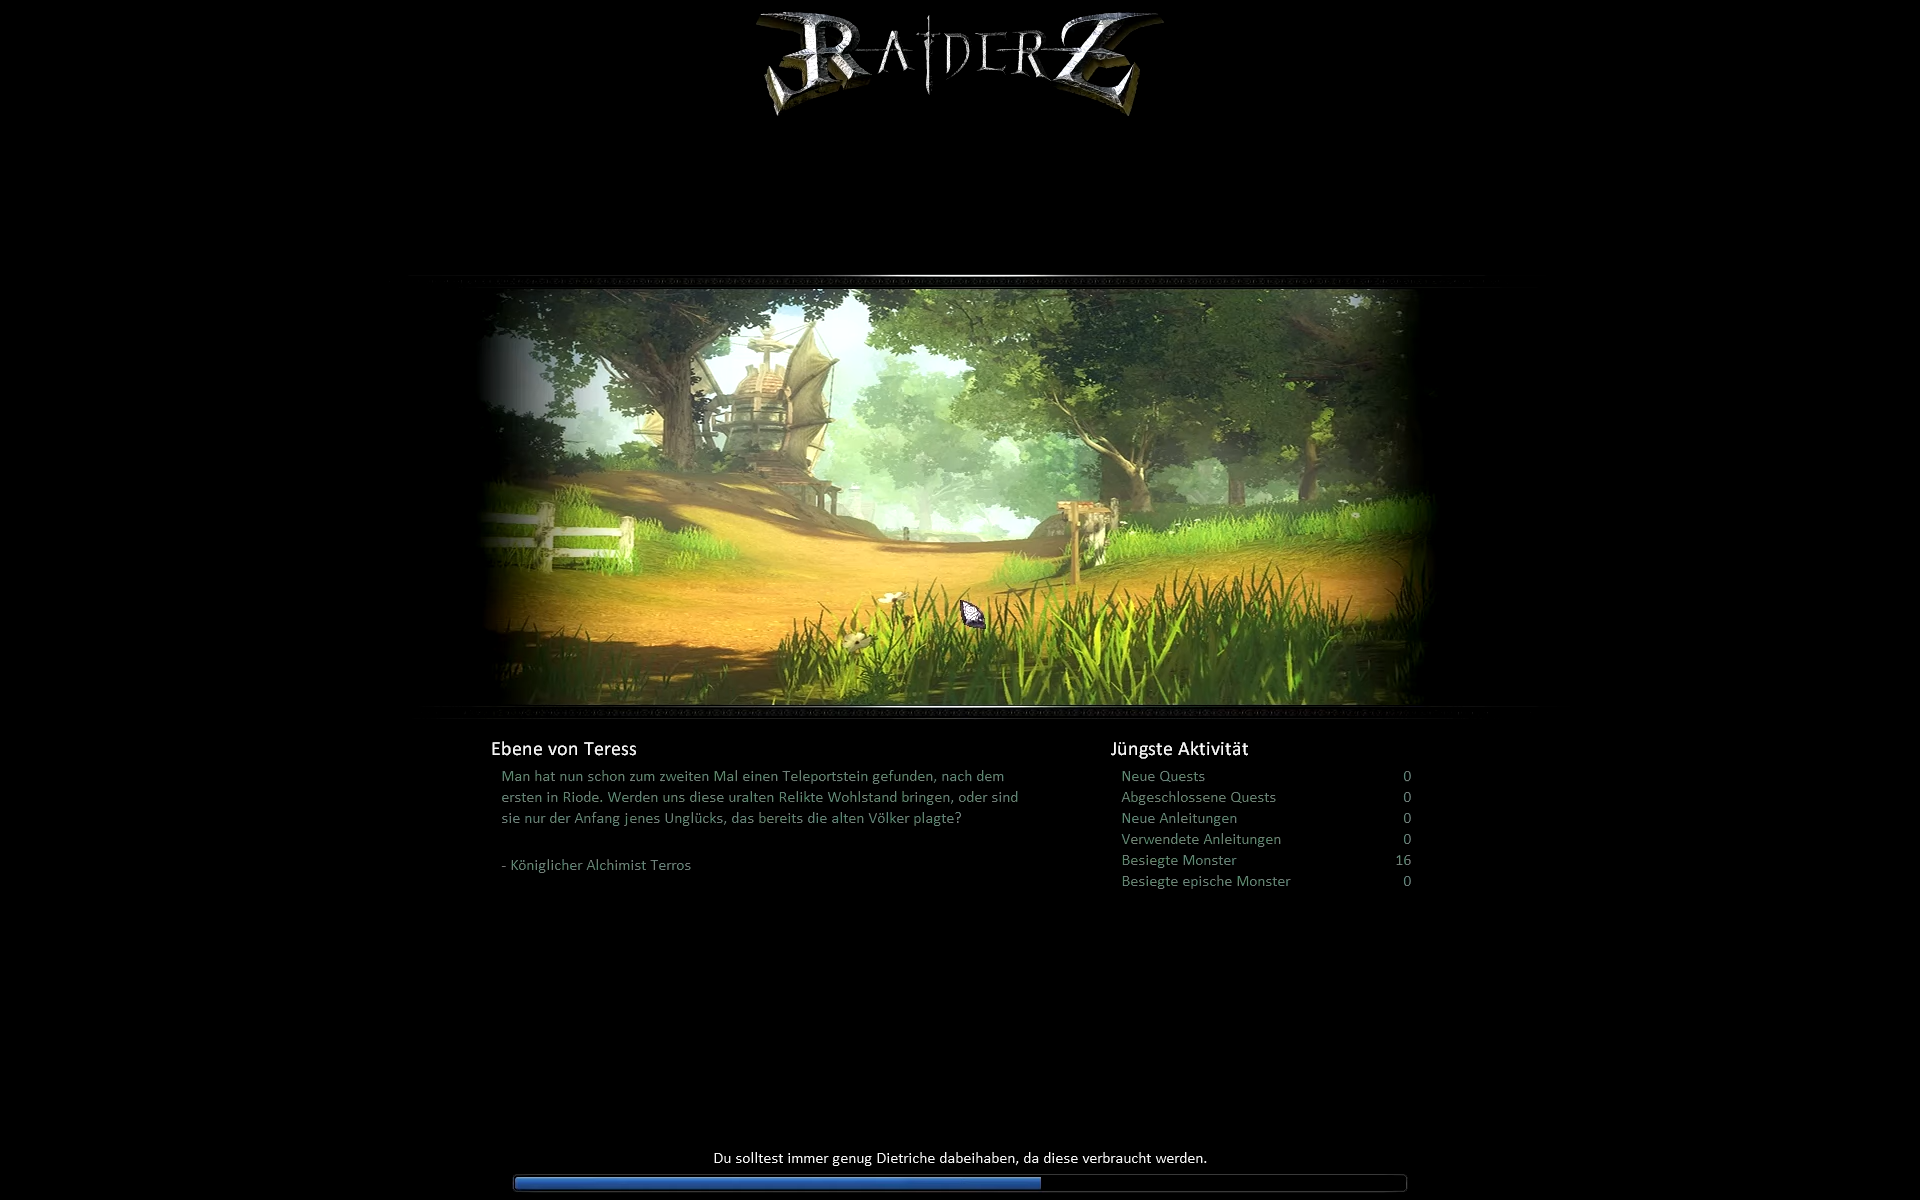 RAIDERZ
Ebene von Teress
Man hat nun schon zum zweiten Mal einen Teleportstein gefunden, nach dem
ersten in Riode. Werden uns diese uralten Relikte Wohlstand bringen, oder sind
sie nur der Anfang jenes Unglücks, das bereits die alten Völker plagte?
- Königlicher Alchimist Terros
Jüngste Aktivität
Neue Quests 0
Abgeschlossene Quests 0
Neue Anleitungen 0
Verwendete Anleitungen 0
Besiegte Monster 16
Besiegte epische Monster 0
Du solltest immer genug Dietriche dabeihaben, da diese verbraucht werden.